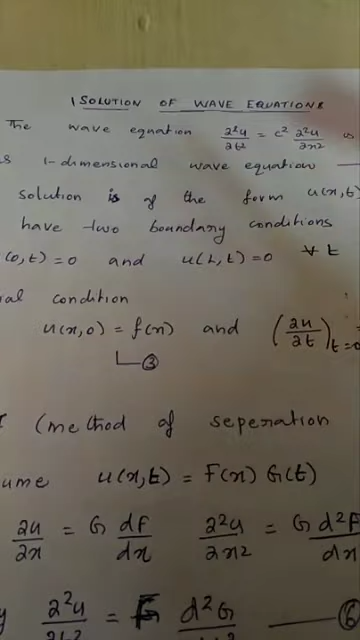 SOLUTION OF WAVE EQUATIONS
The wave equation ∂²u/∂t² = c² ∂²u/∂x² is
1-dimensional wave equation —
solution is of the form u(x,t)
have two boundary conditions
(0,t)=0 and u(L,t)=0 ∀ t
condition
u(x,0) = f(x) and (∂u/∂t)t=0
③
(method of seperation
u(x,t) = F(x) G(t)
∂u/∂x = G dF/dx ∂²u/∂x² = G d²F/dx
∂²u/∂t² = F d²G — ⑥